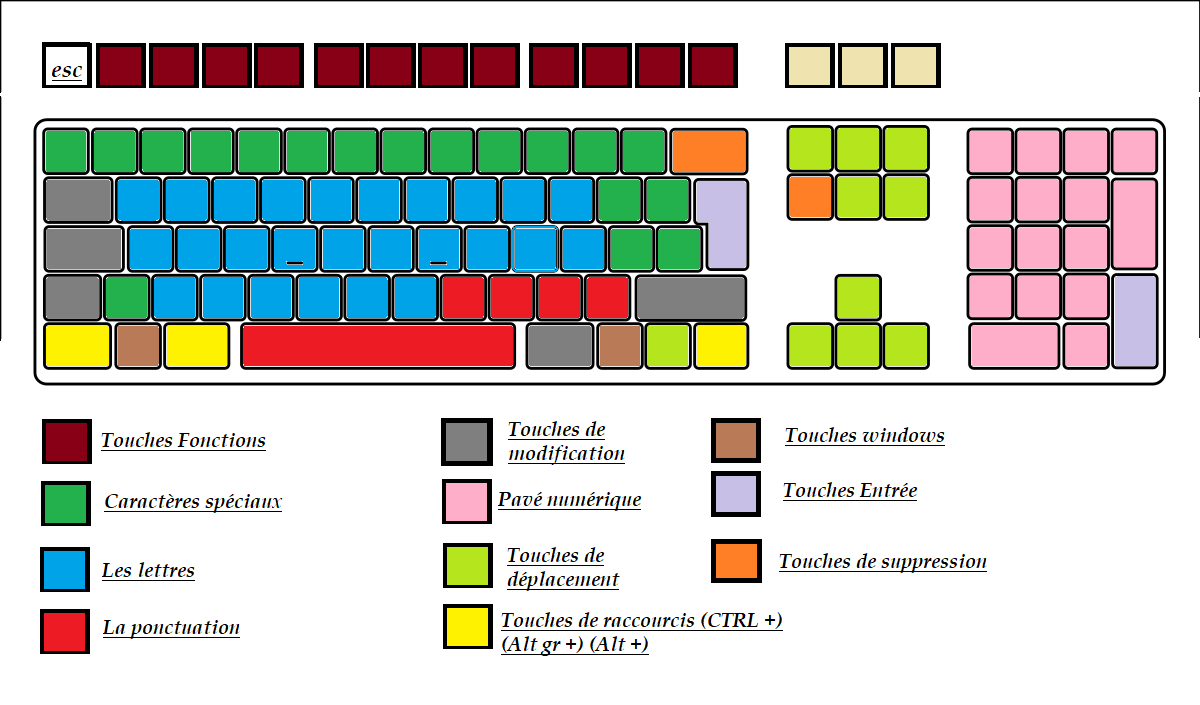 esc
Touches Fonctions
Caractères spéciaux
Les lettres
La ponctuation
Touches de
modification
Pavé numérique
Touches de
déplacement
Touches de raccourcis (CTRL +)
(Alt gr +) (Alt +)
Touches windows
Touches Entrée
Touches de suppression